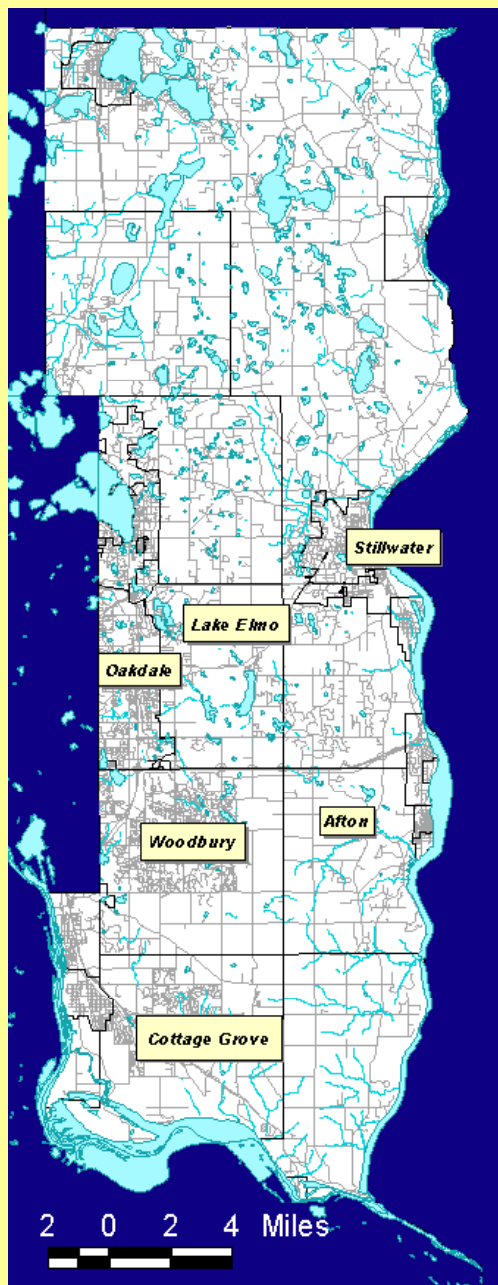 Stillwater
Lake Elmo
Oakdale
Afton
Woodbury
Cottage Grove
2 0 2 4 Miles